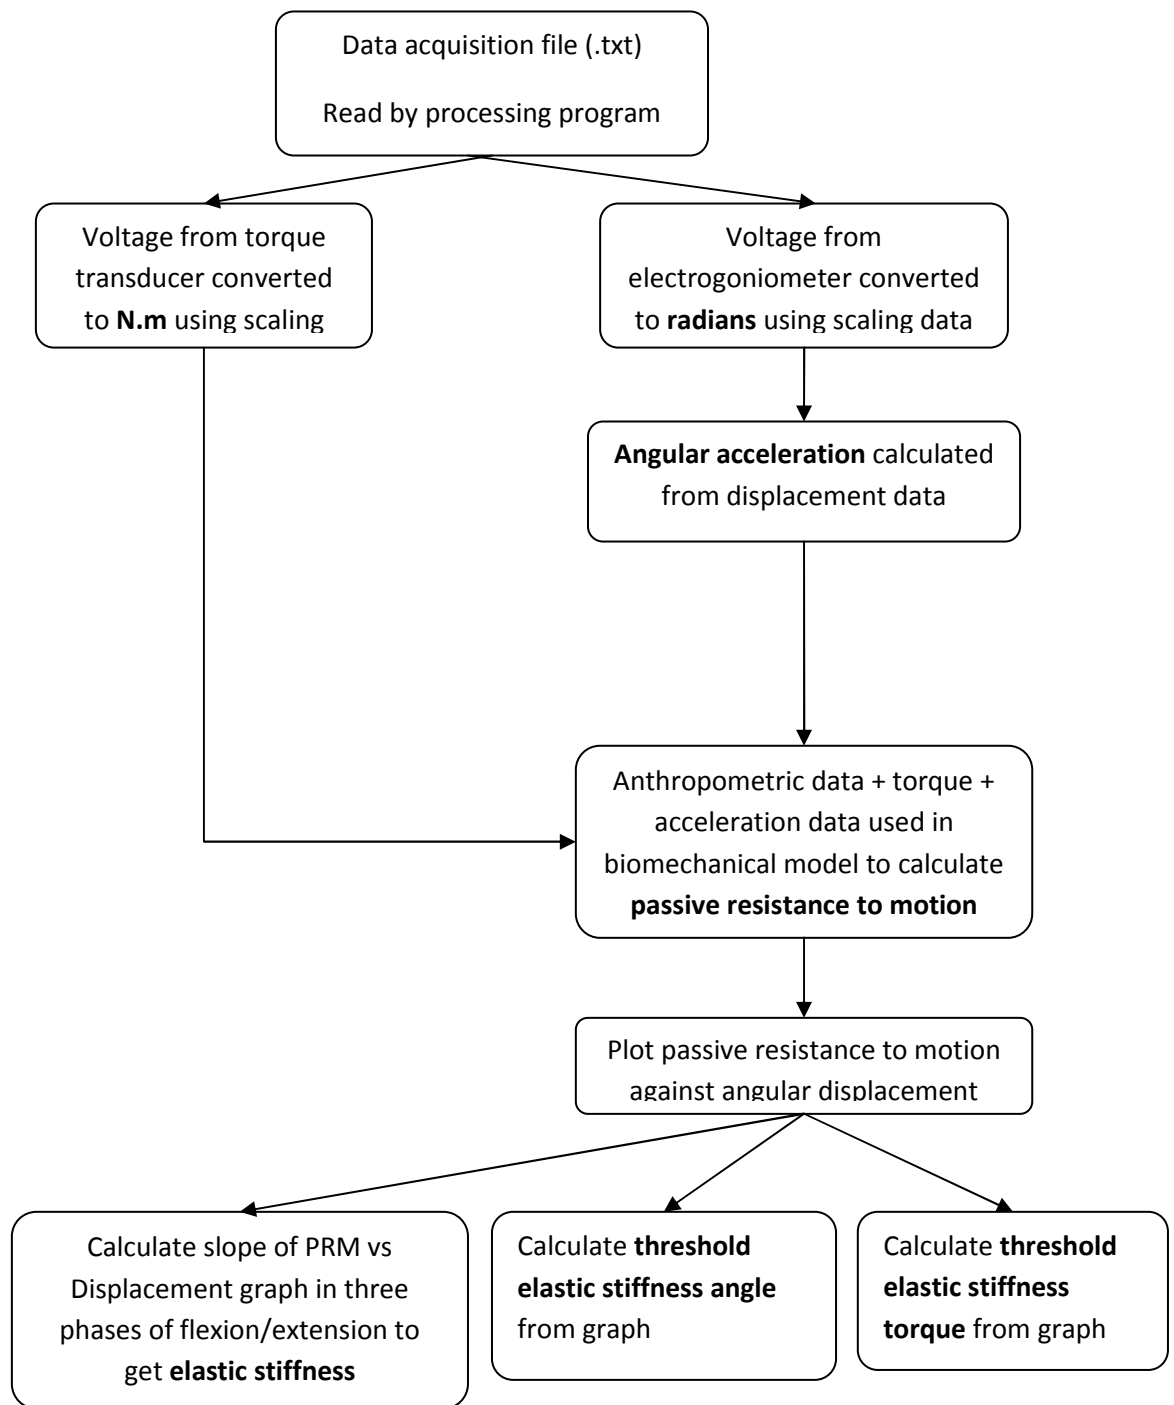 Data acquisition file (.txt)
Read by processing program
Voltage from torque
transducer converted
to N.m using scaling
Voltage from
electrogoniometer converted
to radians using scaling data
Angular acceleration calculated
from displacement data
Anthropometric data + torque +
acceleration data used in
biomechanical model to calculate
passive resistance to motion
Plot passive resistance to motion
against angular displacement
Calculate slope of PRM vs
Displacement graph in three
phases of flexion/extension to
get elastic stiffness
Calculate threshold
elastic stiffness angle
from graph
Calculate threshold
elastic stiffness
torque from graph